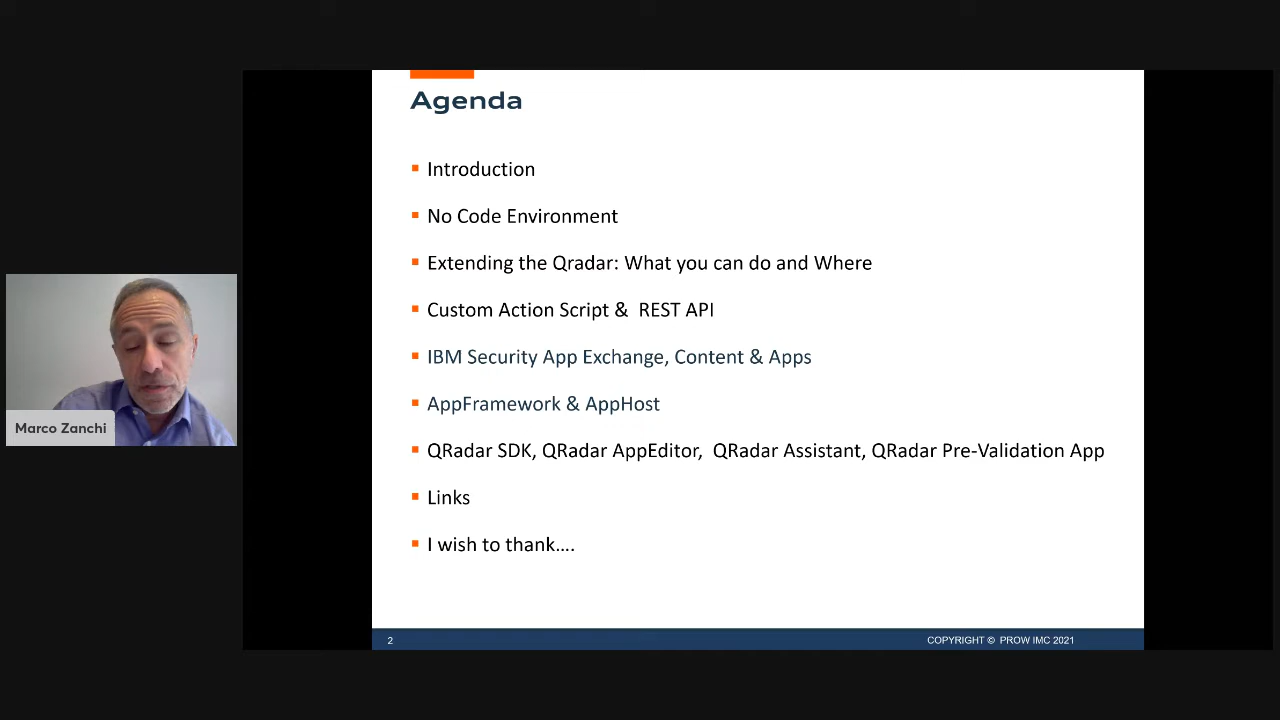 Agenda
Introduction
No Code Environment
Extending the Qradar: What you can do and Where
Custom Action Script & REST API
IBM Security App Exchange, Content & Apps
AppFramework & AppHost
QRadar SDK, QRadar AppEditor, QRadar Assistant, QRadar Pre-Validation App
Links
I wish to thank....
Marco Zanchi
2
COPYRIGHT © PROW IMC 2021